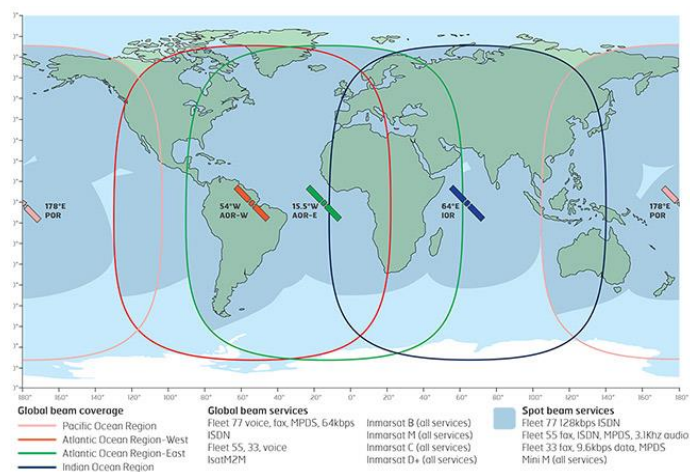 178°E
POR
54°W
AOR-W
15.5°W
AOR-E
64°E
IOR
178°E
POR
180° 160° 140° 120° 100° 80° 60° 40° 20° 0° 20° 40° 60° 80° 100° 120° 140° 160° 180°
Global beam coverage
Pacific Ocean Region
Atlantic Ocean Region-West
Atlantic Ocean Region-East
Indian Ocean Region
Global beam services
Fleet 77 voice, fax, MPDS, 64kbps
ISDN
Fleet 55, 33, voice
IsatM2M
Inmarsat B (all services)
Inmarsat M (all services)
Inmarsat C (all services)
Inmarsat D+ (all services)
Spot beam services
Fleet 77 128kbps ISDN
Fleet 55 fax, ISDN, MPDS, 3.1Khz audio
Fleet 33 fax, 9.6kbps data, MPDS
Mini M (all services)